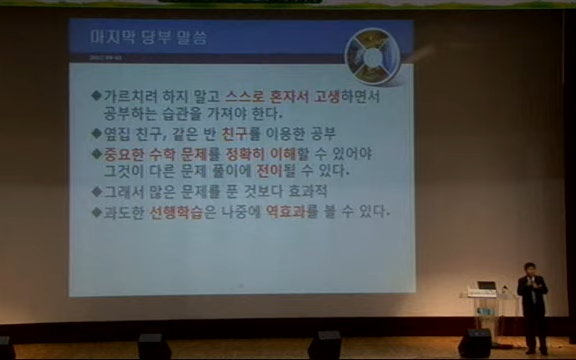 마지막 당부 말씀
◆가르치려 하지 말고 스스로 혼자서 고생하면서
공부하는 습관을 가져야 한다.
◆옆집 친구, 같은 반 친구를 이용한 공부
◆중요한 수학 문제를 정확히 이해할 수 있어야
그것이 다른 문제 풀이에 전이될 수 있다.
◆그래서 많은 문제를 푼 것보다 효과적
◆과도한 선행학습은 나중에 역효과를 볼 수 있다.